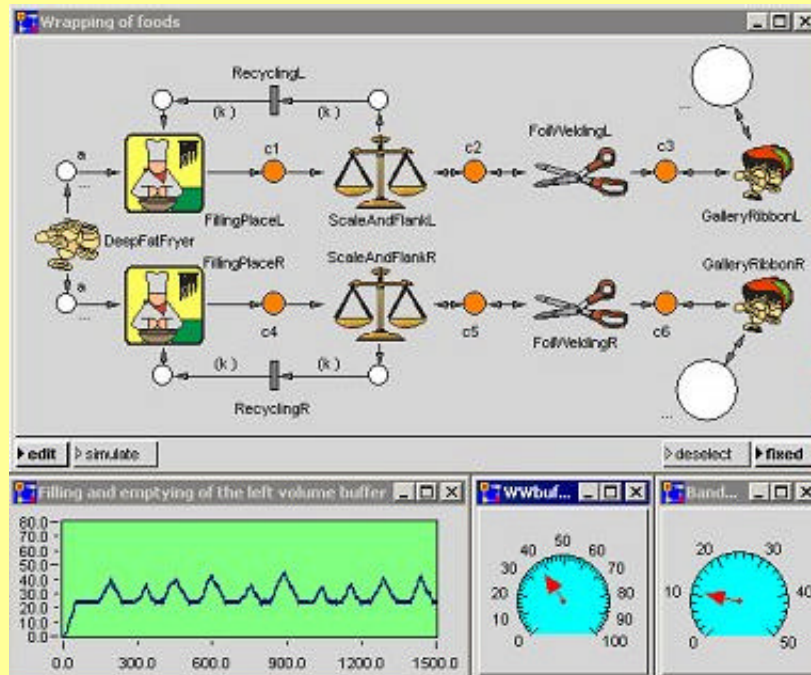 Wrapping of foods
RecyclingL
(k) (k)
...
a c1 c2 FoilWeldingL c3
...
FillingPlaceL ScaleAndFlankL GalleryRibbonL
DeepFatFryer
FillingPlaceR ScaleAndFlankR GalleryRibbonR
a
...
c4 c5 FoilWeldingR c6
(k) (k)
...
RecyclingR
edit simulate deselect fixed
Filling and emptying of the left volume buffer
80.0
70.0
60.0
50.0
40.0
30.0
20.0
10.0
0.0
0.0 300.0 600.0 900.0 1200.0 1500.0
WWbuf...
0 10 20 30 40 50 60 70 80 90 100
Band...
0 10 20 30 40 50